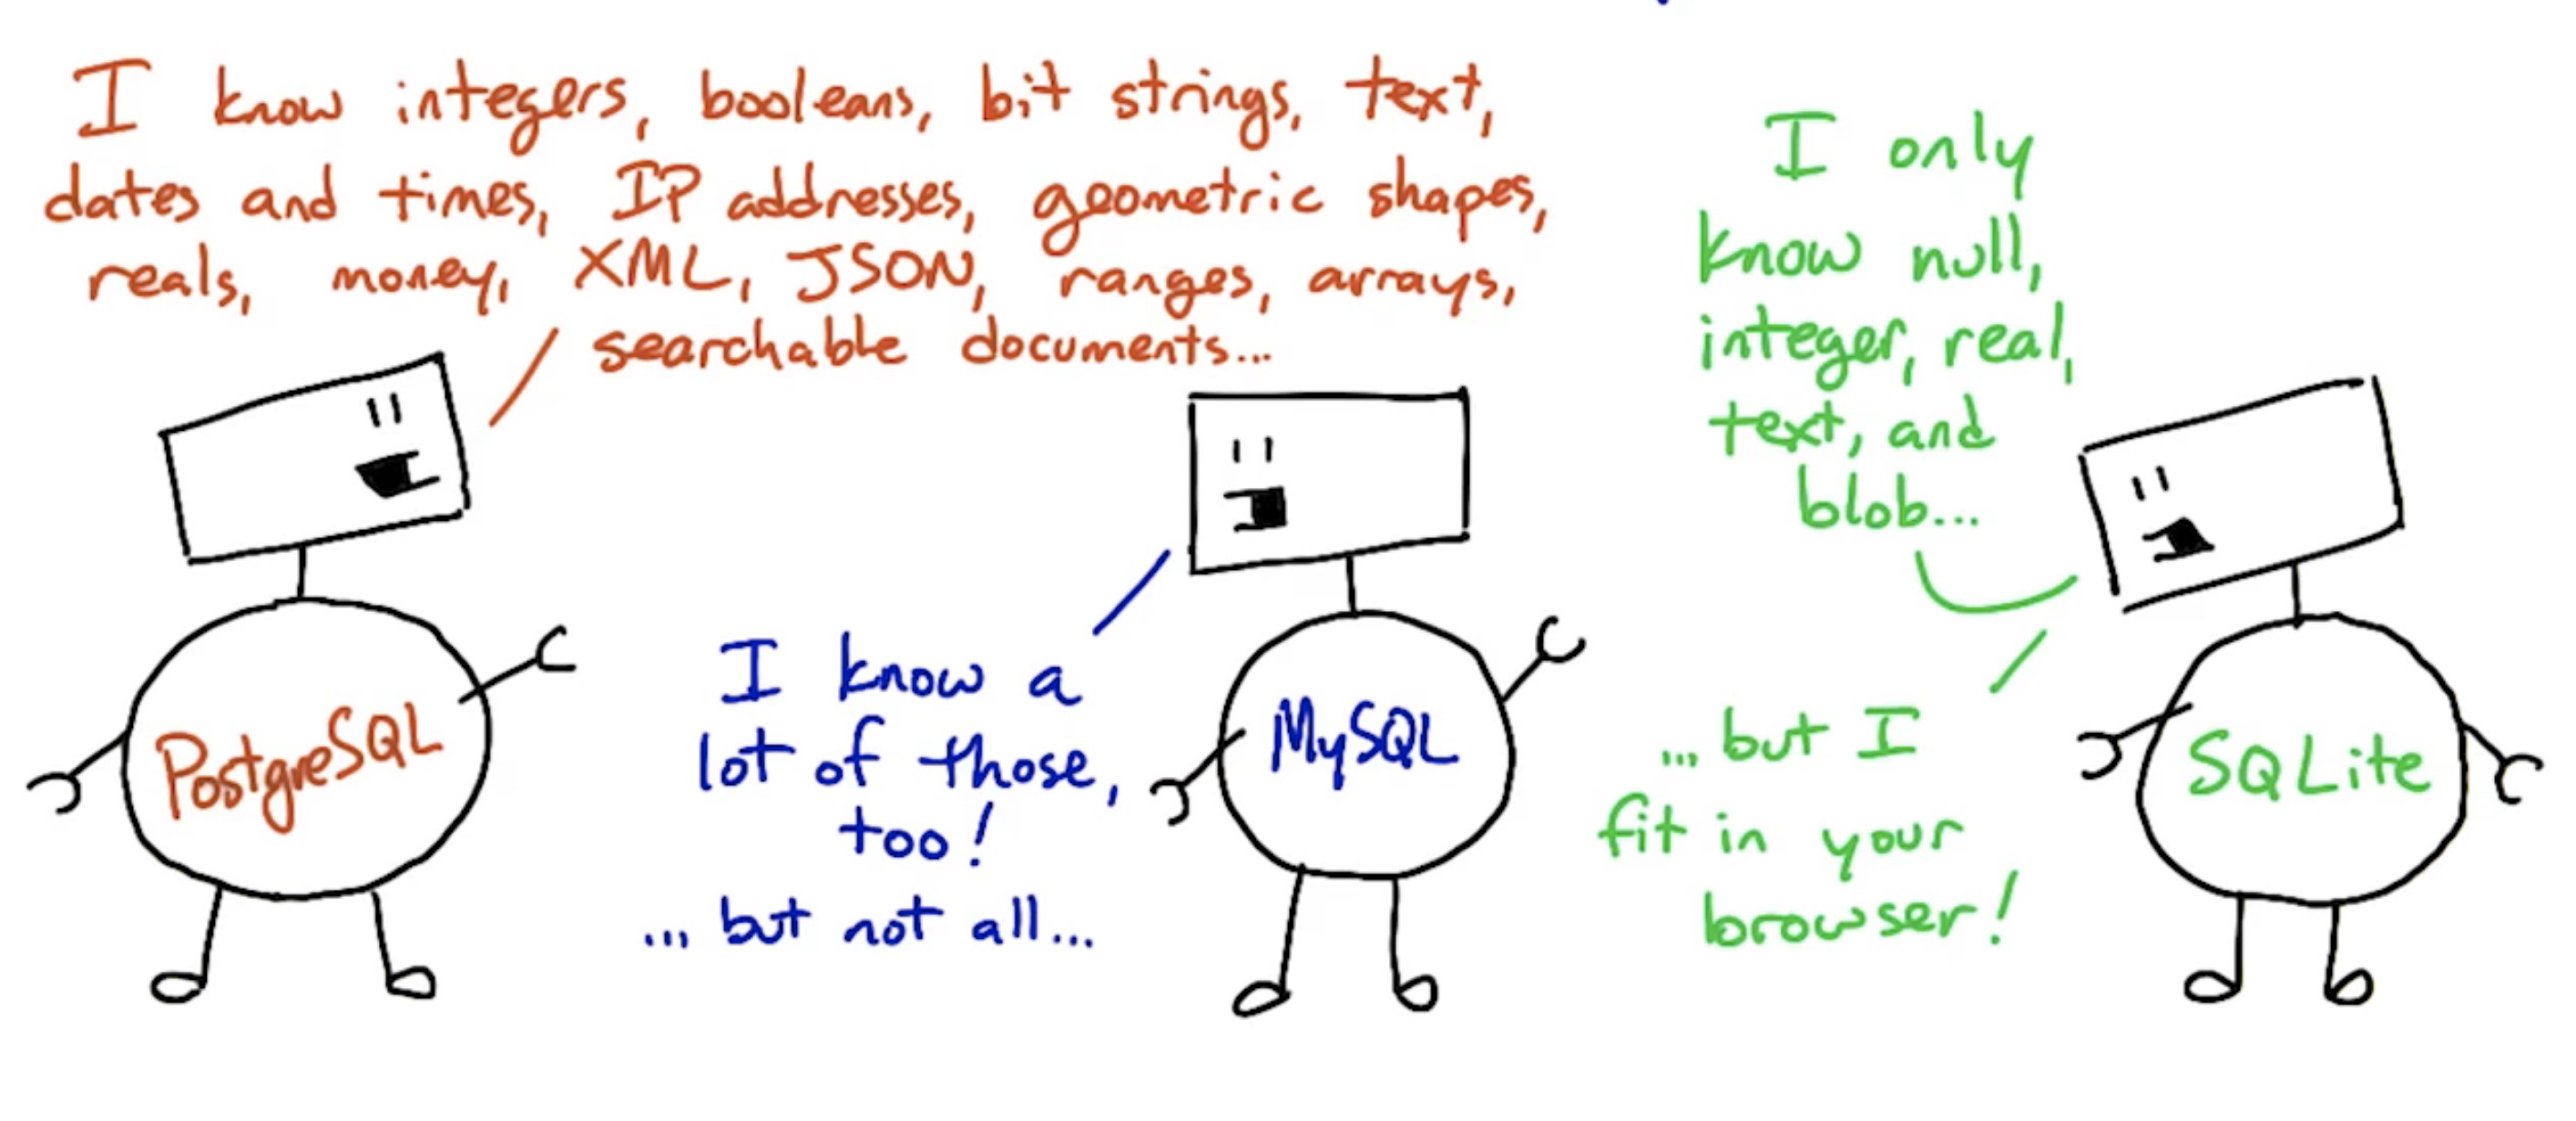 I know integers, booleans, bit strings, text,
dates and times, IP addresses, geometric shapes,
reals, money, XML, JSON, ranges, arrays,
searchable documents...
PostgreSQL
I know a
lot of those,
too!
... but not all...
MySQL
I only
know null,
integer, real,
text, and
blob...
... but I
fit in your
browser!
SQLite